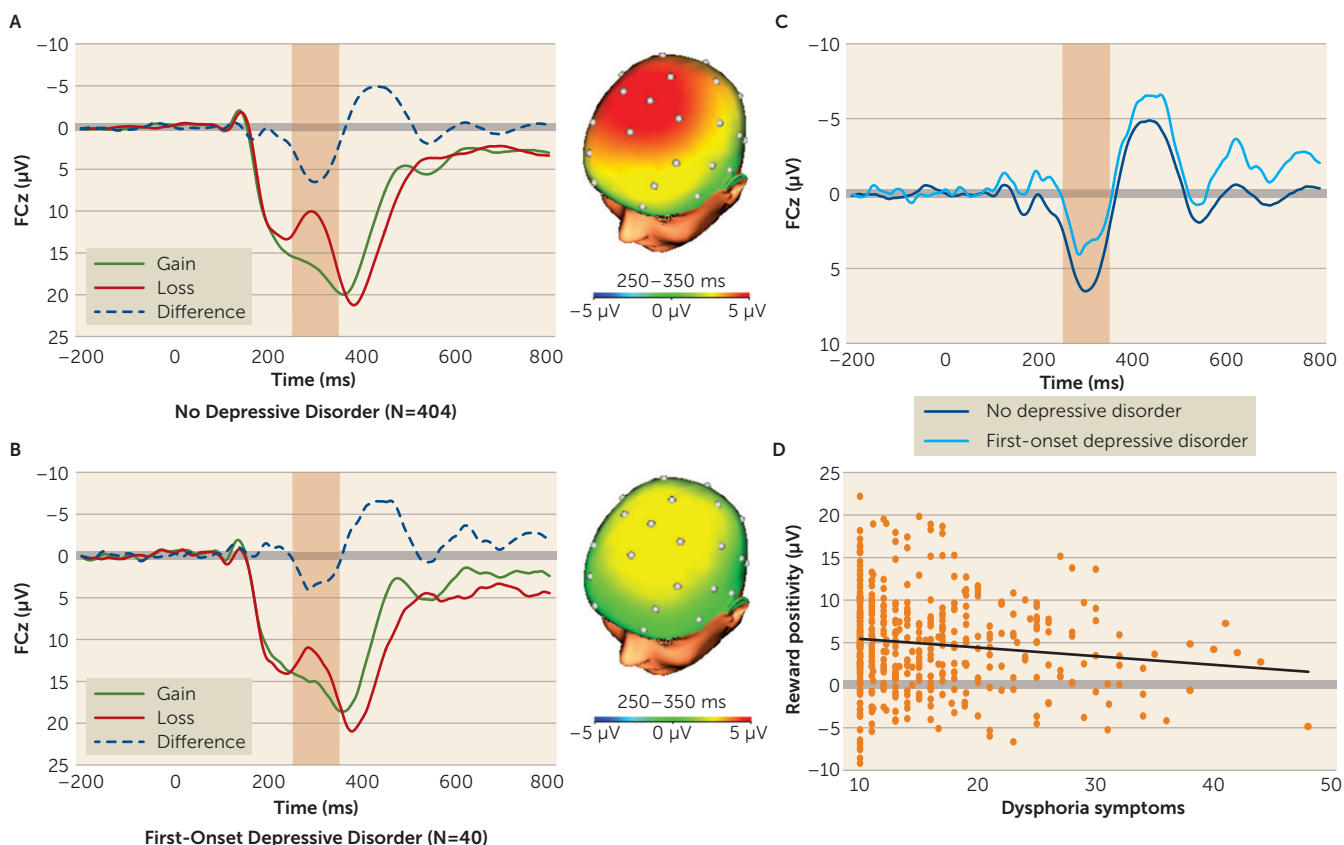 A
−10
−5
0
5
10
15
20
25
FCz (µV)
Gain
Loss
Difference
−200
0
200
400
600
800
Time (ms)
No Depressive Disorder (N=404)
250–350 ms
−5 µV
0 µV
5 µV
B
−10
−5
0
5
10
15
20
25
FCz (µV)
Gain
Loss
Difference
−200
0
200
400
600
800
Time (ms)
First-Onset Depressive Disorder (N=40)
250–350 ms
−5 µV
0 µV
5 µV
C
−10
−5
0
5
10
FCz (µV)
−200
0
200
400
600
800
Time (ms)
No depressive disorder
First-onset depressive disorder
D
25
20
15
10
5
0
−5
−10
Reward positivity (µV)
10
20
30
40
50
Dysphoria symptoms